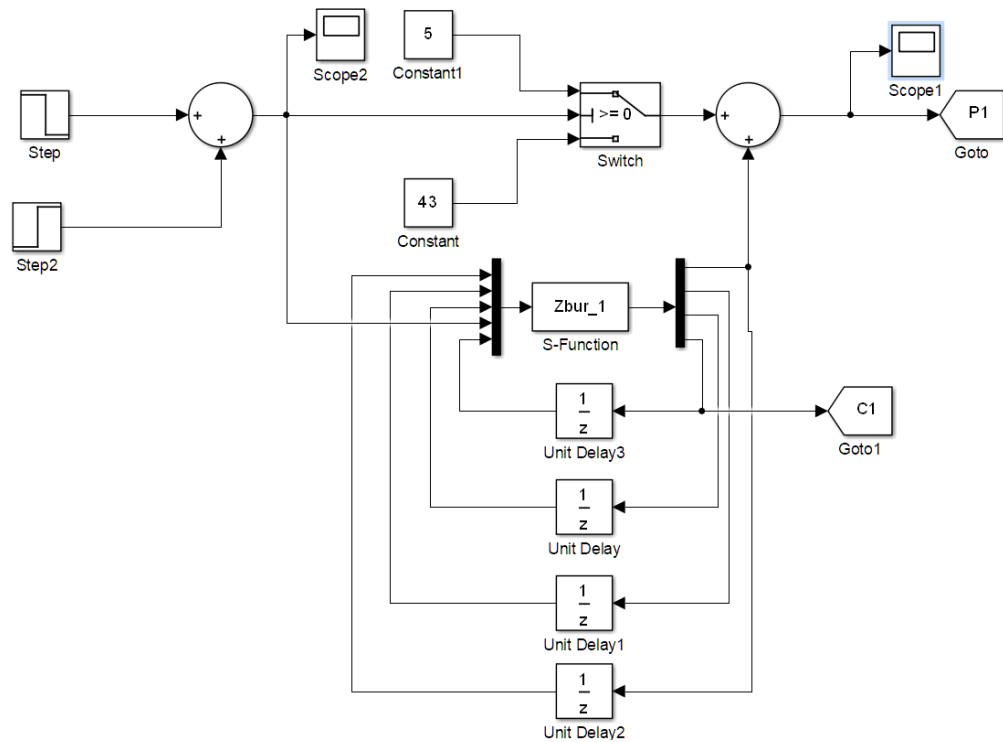 Scope2
5
Constant1
Scope1
Step
+
+
>= 0
Switch
+
+
P1
Goto
Step2
43
Constant
Zbur_1
S-Function
1
z
Unit Delay3
C1
Goto1
1
z
Unit Delay
1
z
Unit Delay1
1
z
Unit Delay2